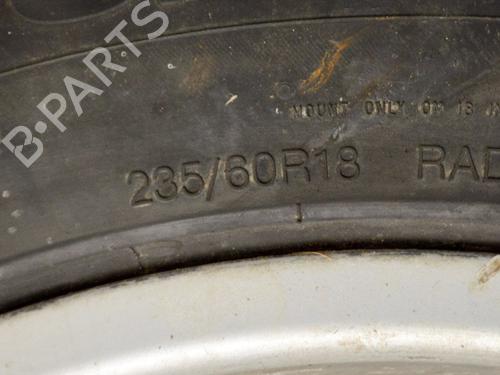 B-PARTS
MOUNT ONLY ON 18
235/60R18 RAD